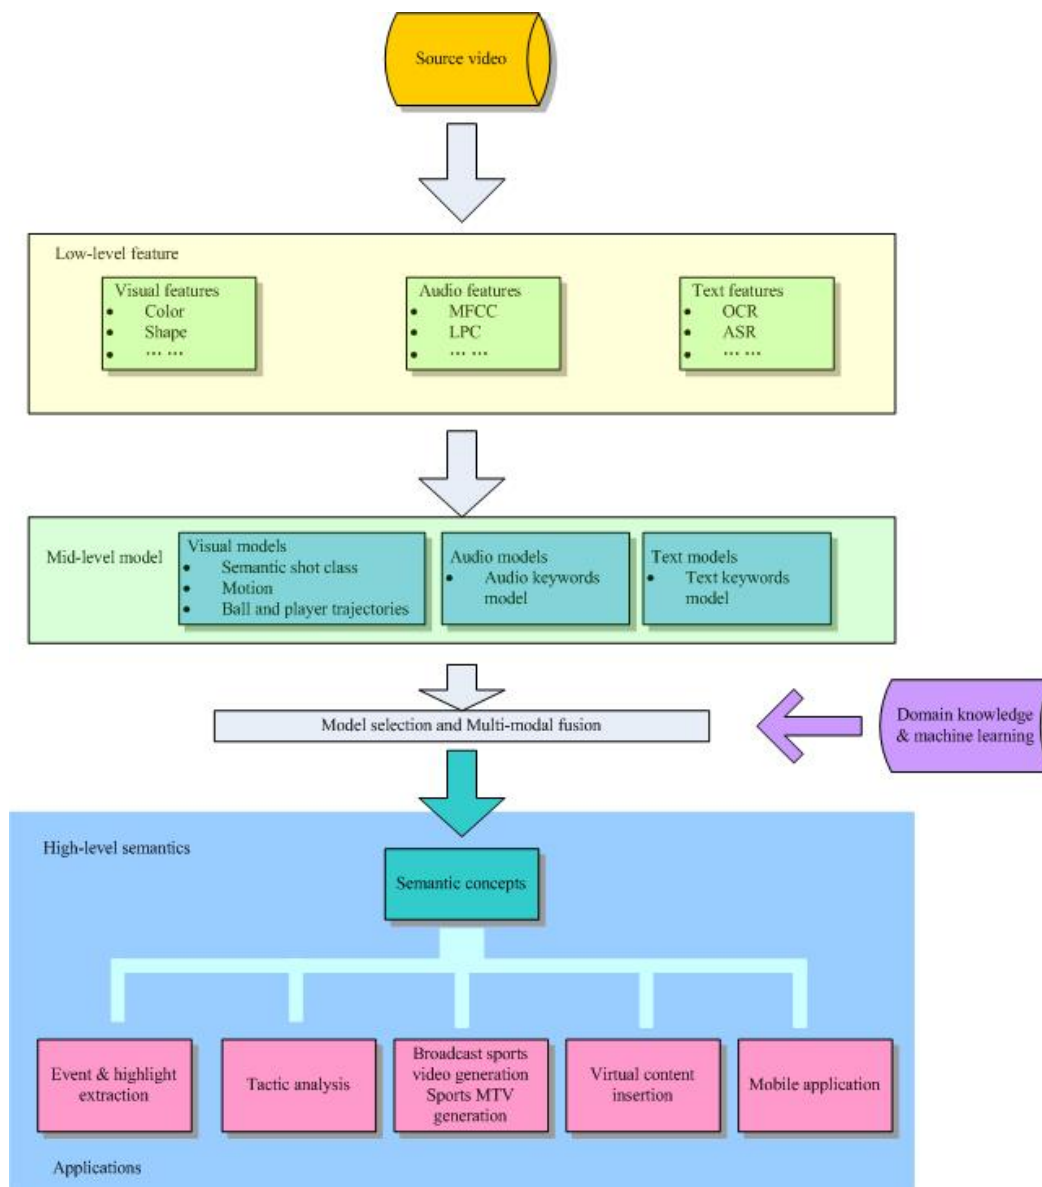 Source video
Low-level feature
Visual features
• Color
• Shape
• ... ...
Audio features
• MFCC
• LPC
• ... ...
Text features
• OCR
• ASR
• ... ...
Mid-level model
Visual models
• Semantic shot class
• Motion
• Ball and player trajectories
Audio models
• Audio keywords
model
Text models
• Text keywords
model
Model selection and Multi-modal fusion
Domain knowledge
& machine learning
High-level semantics
Semantic concepts
Event & highlight
extraction
Tactic analysis
Broadcast sports
video generation
Sports MTV
generation
Virtual content
insertion
Mobile application
Applications